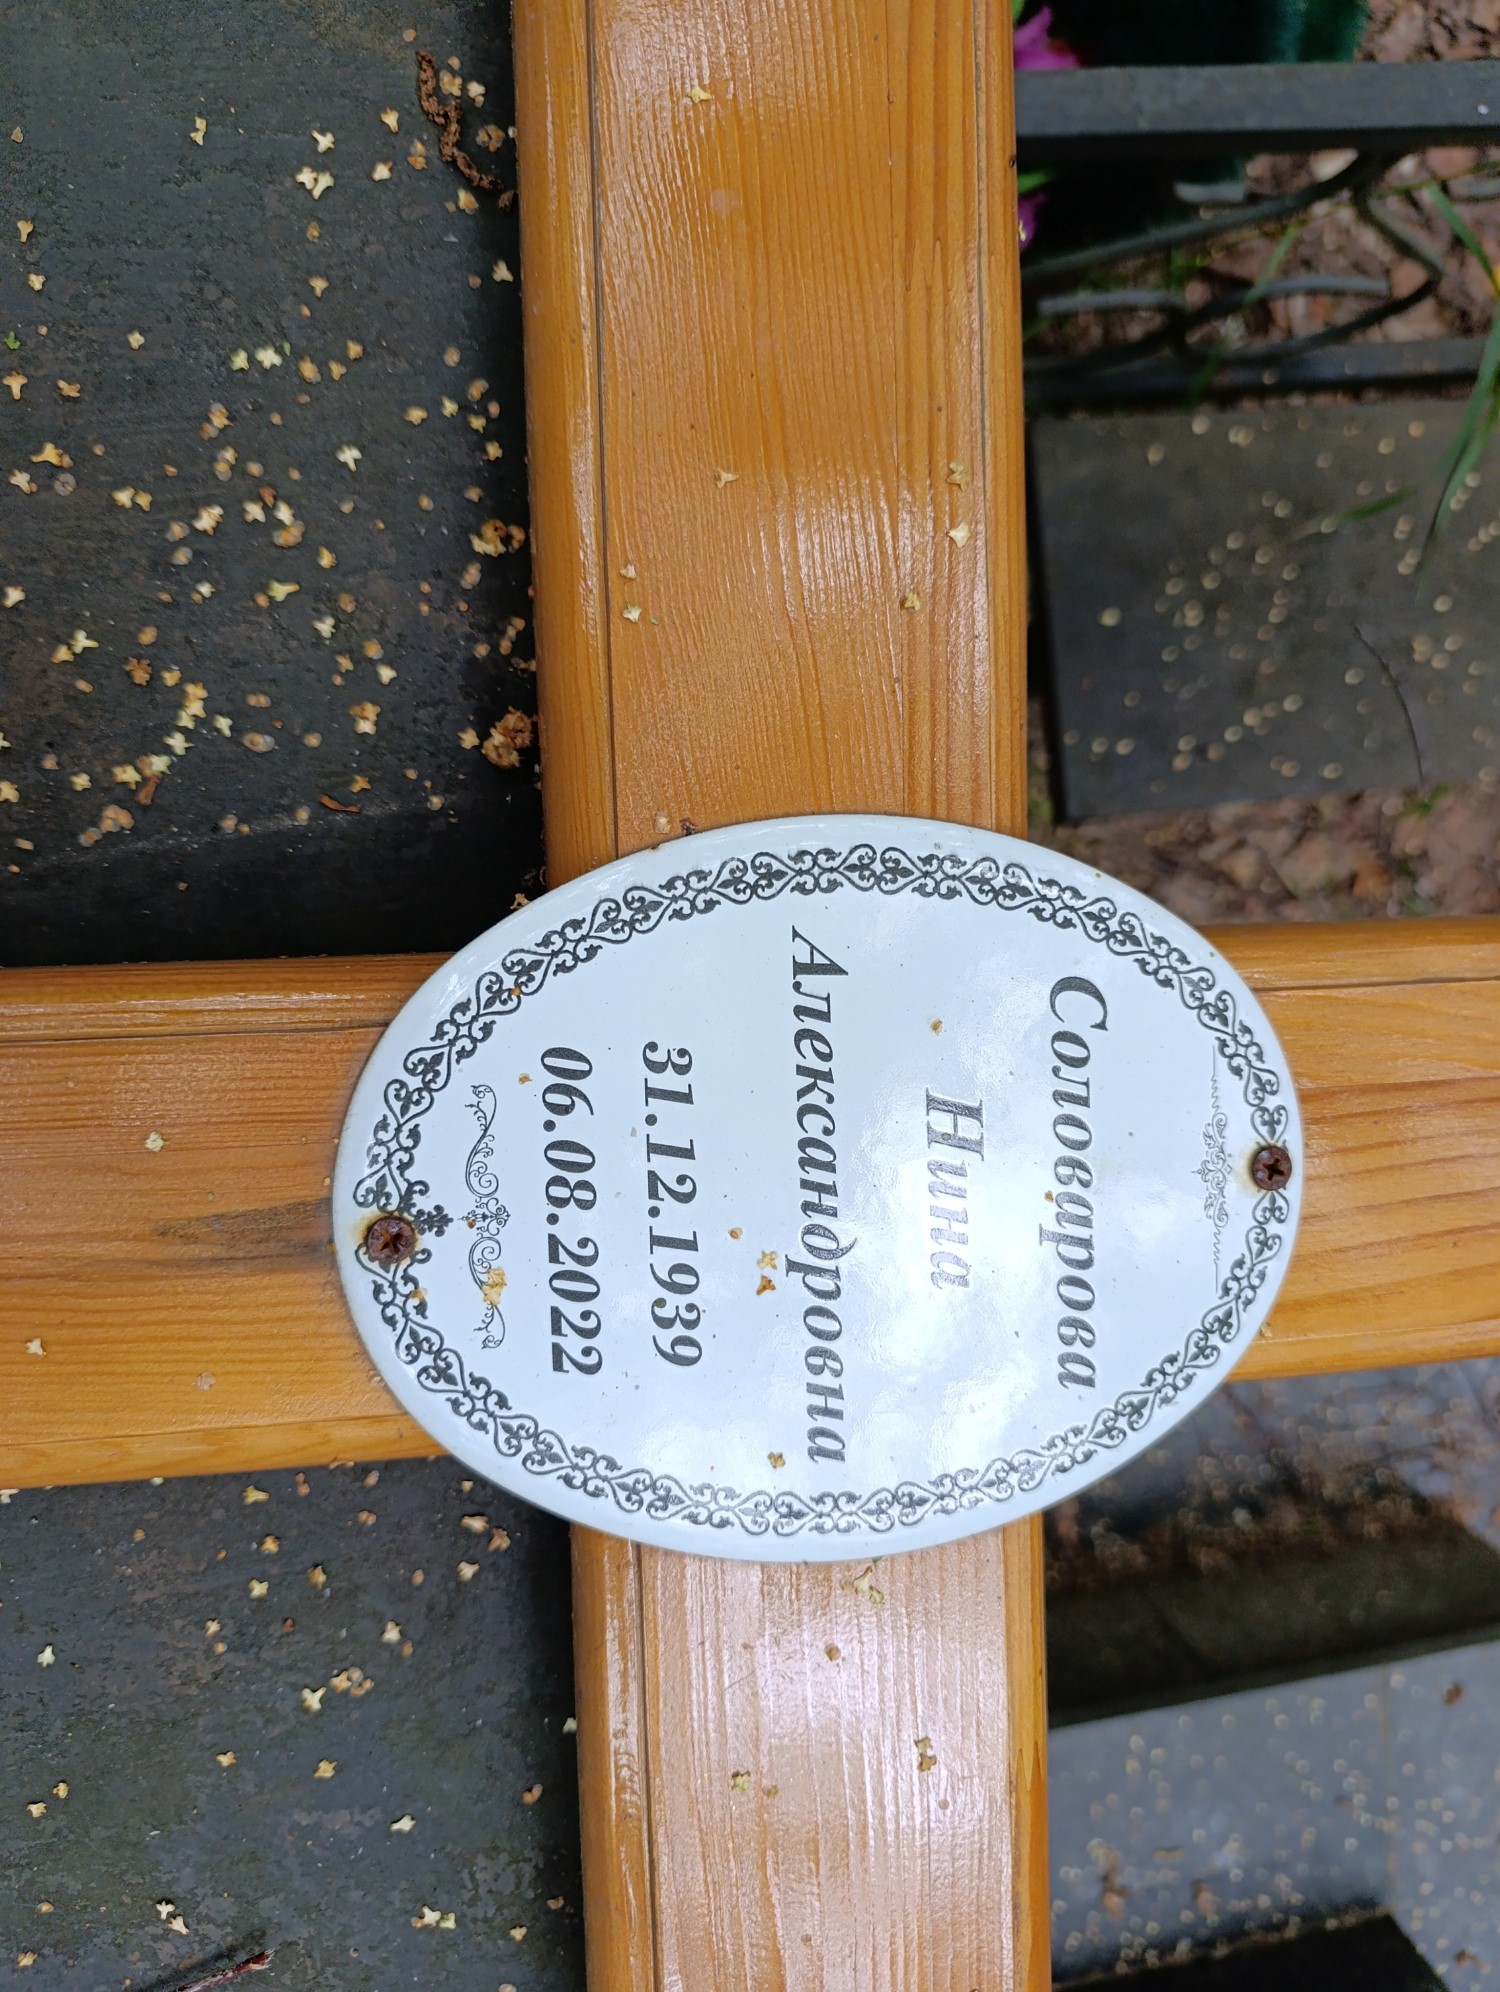 Соловарова
Нина
Александровна
31.12.1939
06.08.2022